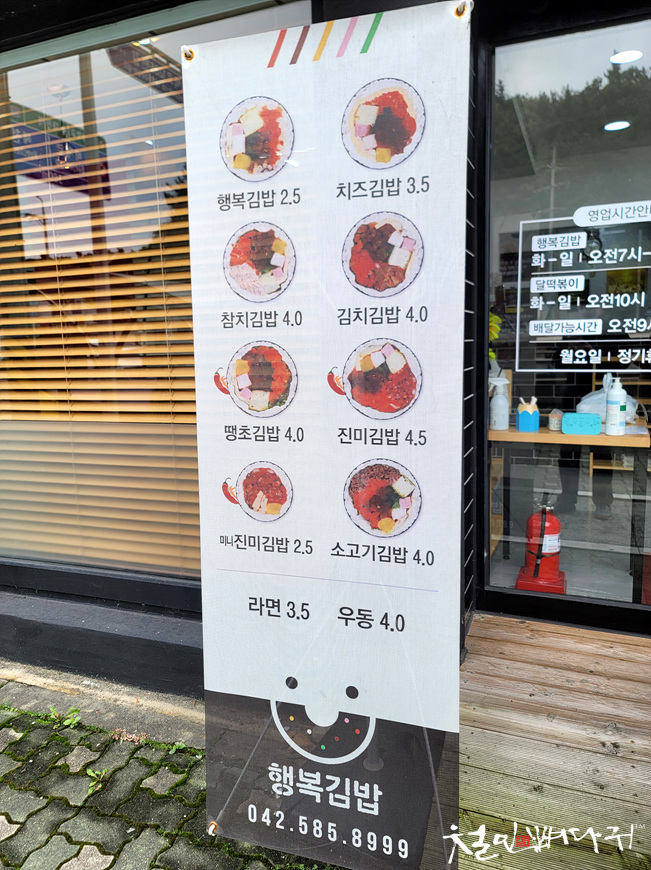 행복김밥 2.5 치즈김밥 3.5
참치김밥 4.0 김치김밥 4.0
땡초김밥 4.0 진미김밥 4.5
미니진미김밥 2.5 소고기김밥 4.0
라면 3.5 우동 4.0
행복김밥
042.585.8999
영업시간안
행복김밥
화-일 | 오전7시-
달떡볶이
화-일 | 오전10시
배달가능시간 오전9
월요일 | 정기